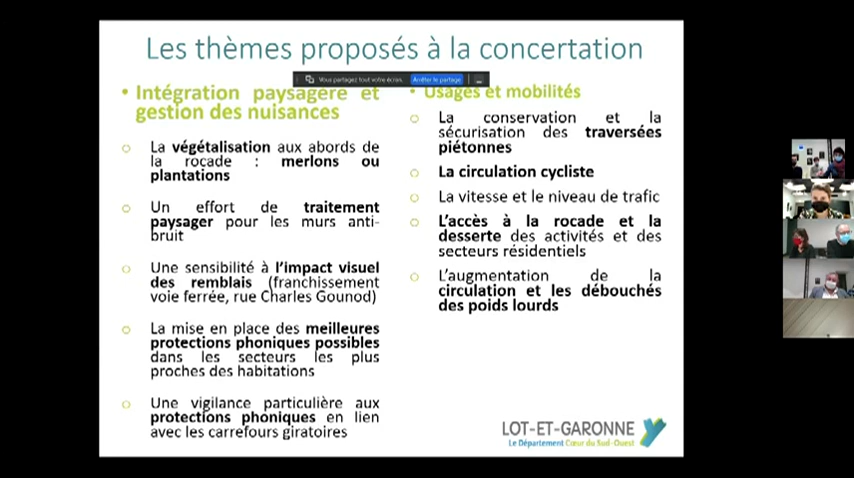 Les thèmes proposés à la concertation
Vous partagez tout votre écran.
Arrêter le partage
• Intégration paysagère et
gestion des nuisances
La végétalisation aux abords de
la rocade : merlons ou
plantations
Un effort de traitement
paysager pour les murs anti-
bruit
Une sensibilité à l'impact visuel
des remblais (franchissement
voie ferrée, rue Charles Gounod)
La mise en place des meilleures
protections phoniques possibles
dans les secteurs les plus
proches des habitations
Une vigilance particulière aux
protections phoniques en lien
avec les carrefours giratoires
• Usages et mobilités
La conservation et la
sécurisation des traversées
piétonnes
La circulation cycliste
La vitesse et le niveau de trafic
L'accès à la rocade et la
desserte des activités et des
secteurs résidentiels
L'augmentation de la
circulation et les débouchés
des poids lourds
LOT-ET-GARONNE
Le Département Cœur du Sud-Ouest